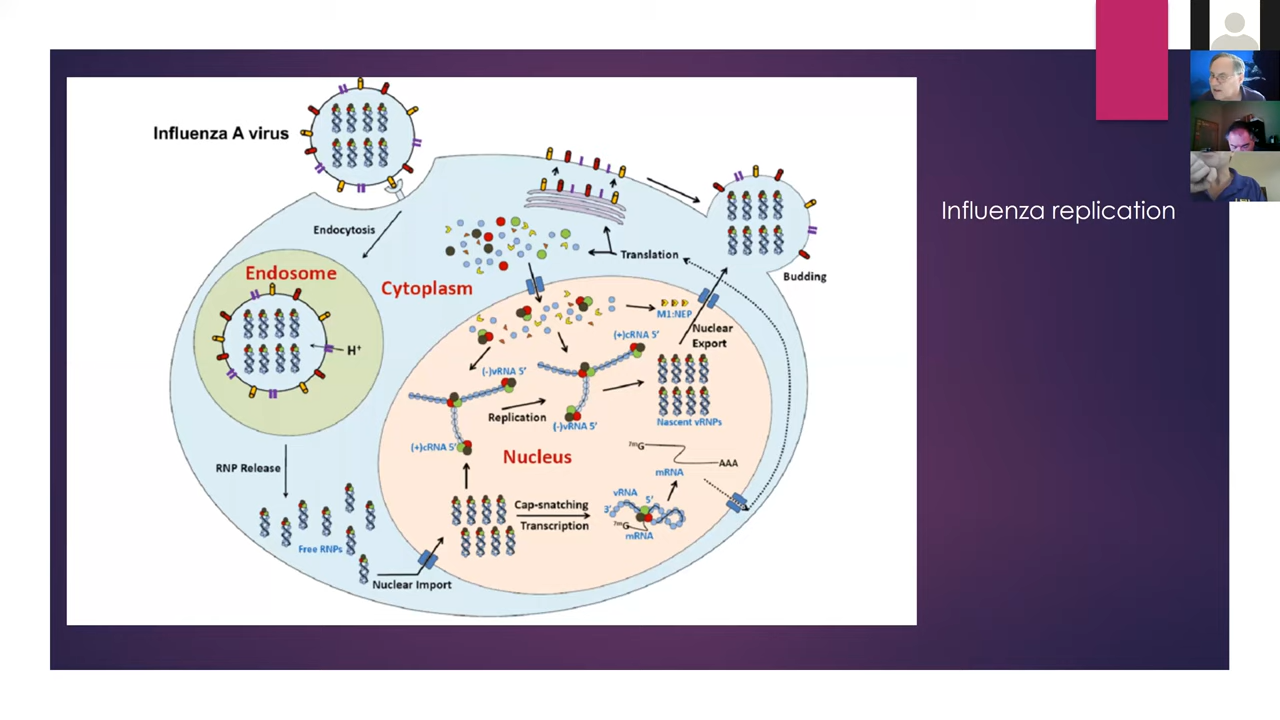 Influenza A virus
Influenza replication
Endocytosis
Translation
Endosome
Cytoplasm
Budding
H⁺
M1:NEP
(+)cRNA 5'
Nuclear
Export
(-)vRNA 5'
Replication
(-)vRNA 5'
Nascent vRNPs
(+)cRNA 5'
Nucleus
⁷ᵐG
AAA
mRNA
RNP Release
Cap-snatching
Transcription
vRNA
5'
3'
⁷ᵐG
mRNA
Free RNPs
Nuclear Import